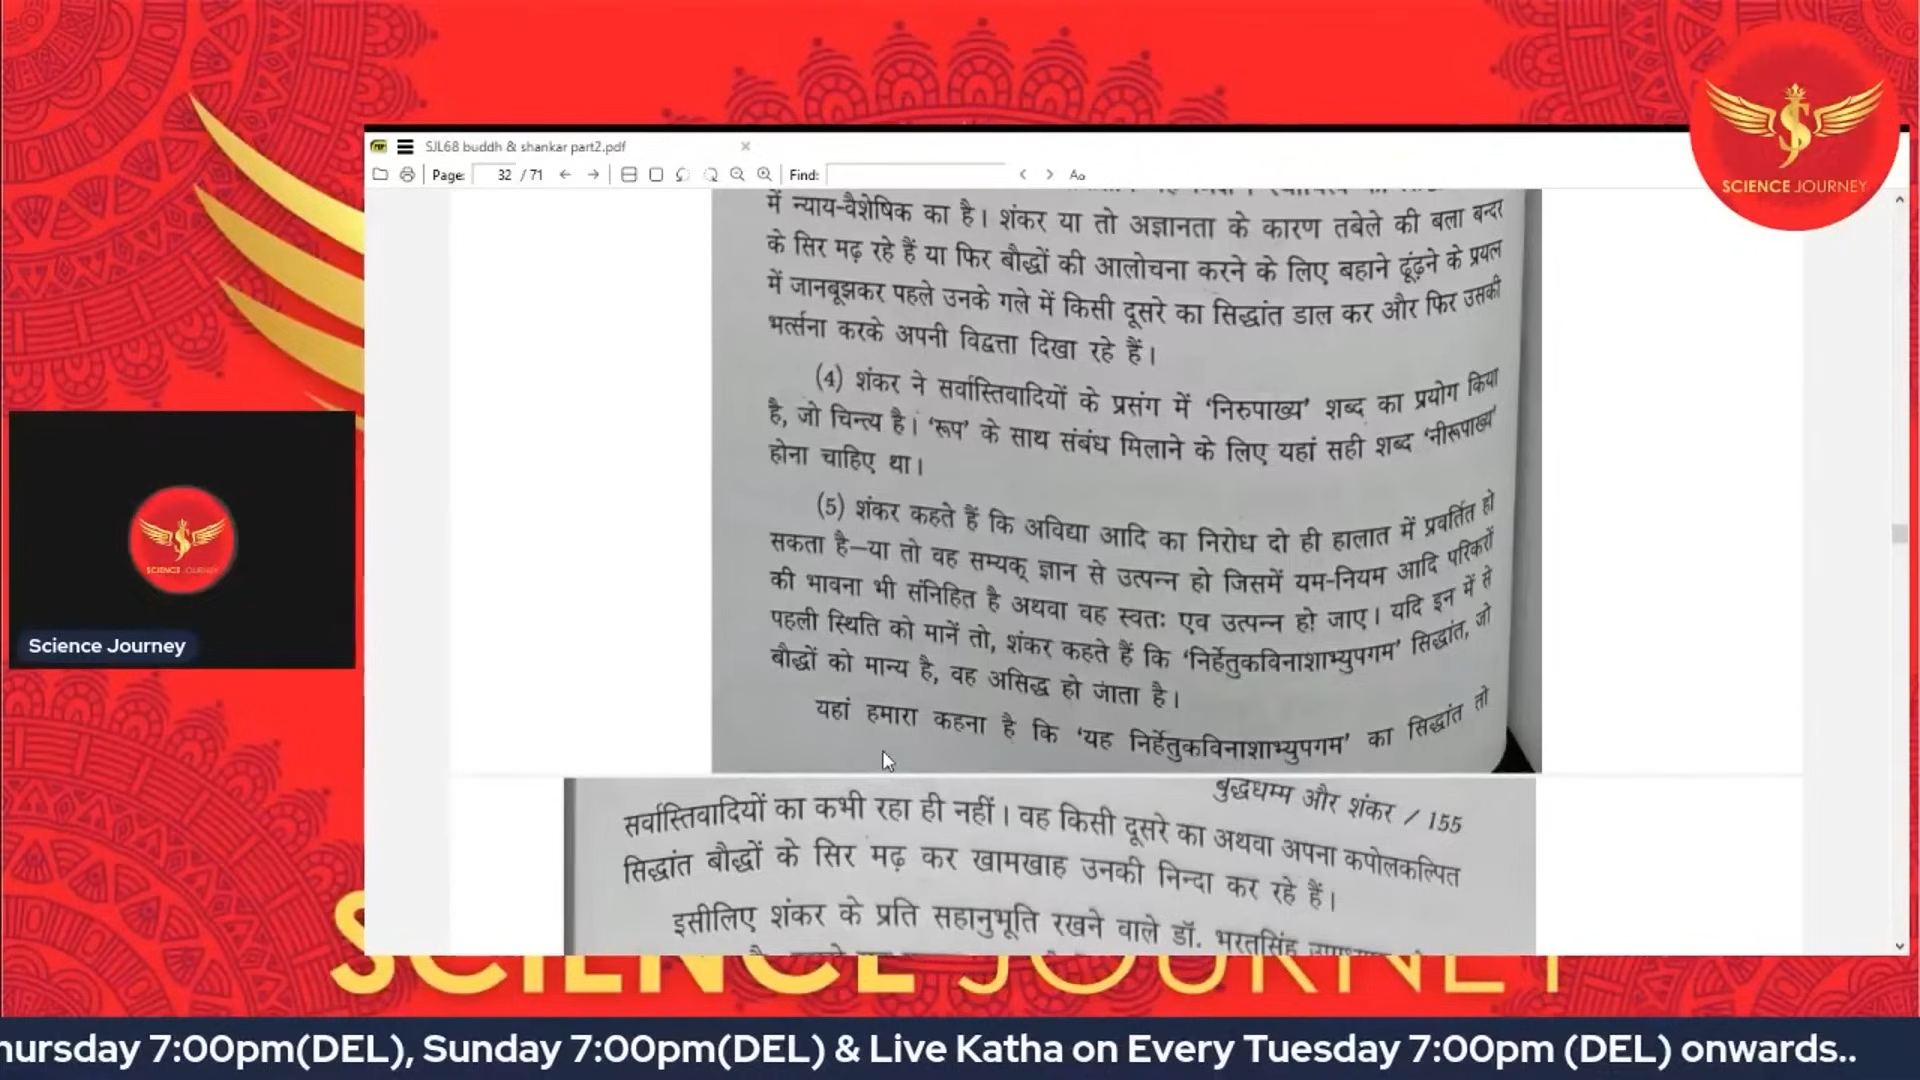 SCIENCE JOURNEY
SJL68 buddh & shankar part2.pdf
Page: 32 / 71 Find: Aa
में न्याय-वैशेषिक का है। शंकर या तो अज्ञानता के कारण तबेले की बला बन्दर
के सिर मढ़ रहे हैं या फिर बौद्धों की आलोचना करने के लिए बहाने ढूंढ़ने के प्रयत्न
में जानबूझकर पहले उनके गले में किसी दूसरे का सिद्धांत डाल कर और फिर उसकी
भर्त्सना करके अपनी विद्वत्ता दिखा रहे हैं।
(4) शंकर ने सर्वास्तिवादियों के प्रसंग में ‘निरुपाख्य’ शब्द का प्रयोग किया
है, जो चिन्त्य है। ‘रूप’ के साथ संबंध मिलाने के लिए यहां सही शब्द ‘नीरूपाख्य’
होना चाहिए था।
(5) शंकर कहते हैं कि अविद्या आदि का निरोध दो ही हालात में प्रवर्तित हो
सकता है–या तो वह सम्यक् ज्ञान से उत्पन्न हो जिसमें यम-नियम आदि परिकरों
की भावना भी संनिहित है अथवा वह स्वतः एव उत्पन्न हो जाए। यदि इन में से
पहली स्थिति को मानें तो, शंकर कहते हैं कि ‘निर्हेतुकविनाशाभ्युपगम’ सिद्धांत, जो
बौद्धों को मान्य है, वह असिद्ध हो जाता है।
यहां हमारा कहना है कि ‘यह निर्हेतुकविनाशाभ्युपगम’ का सिद्धांत तो
बुद्धधम्म और शंकर / 155
सर्वास्तिवादियों का कभी रहा ही नहीं। वह किसी दूसरे का अथवा अपना कपोलकल्पित
सिद्धांत बौद्धों के सिर मढ़ कर खामखाह उनकी निन्दा कर रहे हैं।
इसीलिए शंकर के प्रति सहानुभूति रखने वाले डॉ. भरतसिंह
SCIENCE JOURNEY
Science Journey
SCIENCE JOURNEY
hursday 7:00pm(DEL), Sunday 7:00pm(DEL) & Live Katha on Every Tuesday 7:00pm (DEL) onwards..